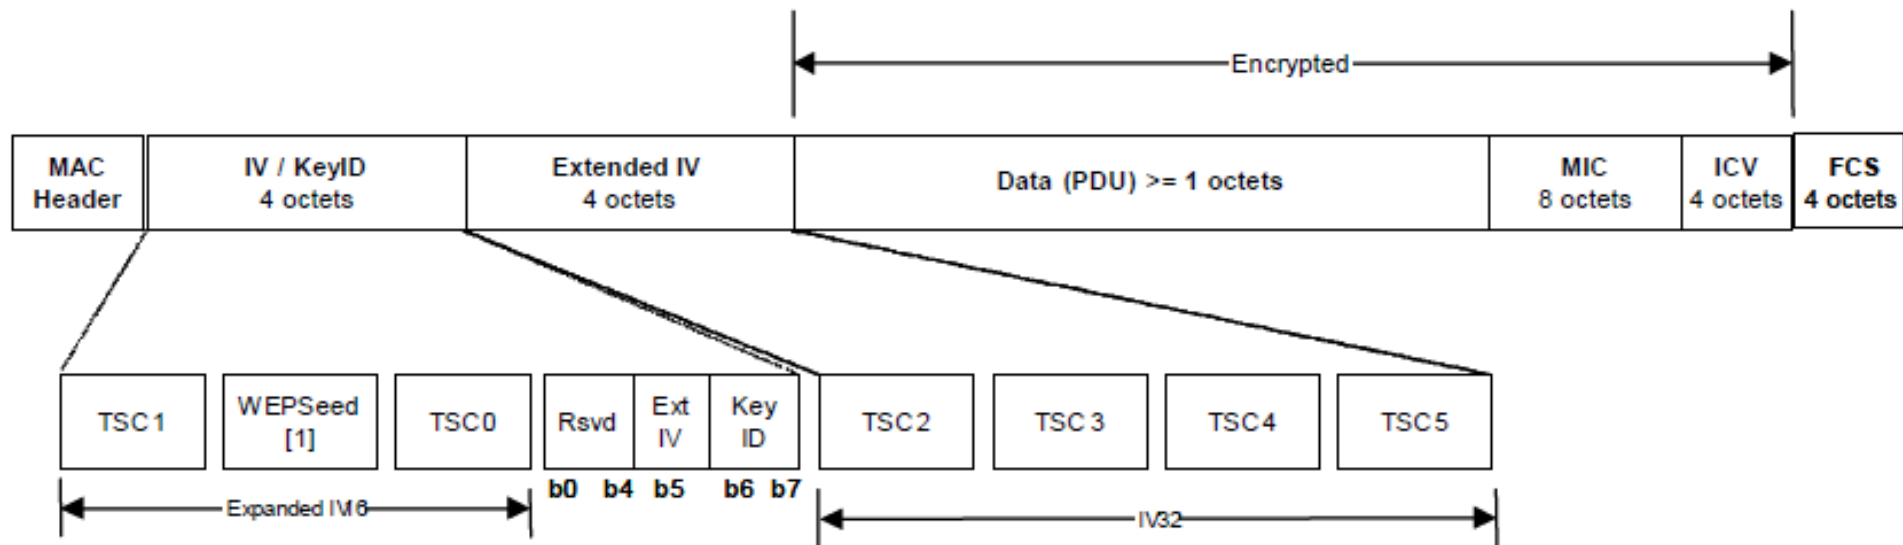 Encrypted
MAC
Header
IV / KeyID
4 octets
Extended IV
4 octets
Data (PDU) >= 1 octets
MIC
8 octets
ICV
4 octets
FCS
4 octets
TSC1
WEPSeed
[1]
TSC0
Rsvd
Ext
IV
Key
ID
TSC2
TSC3
TSC4
TSC5
b0 b4 b5 b6 b7
Expanded IV16
IV32